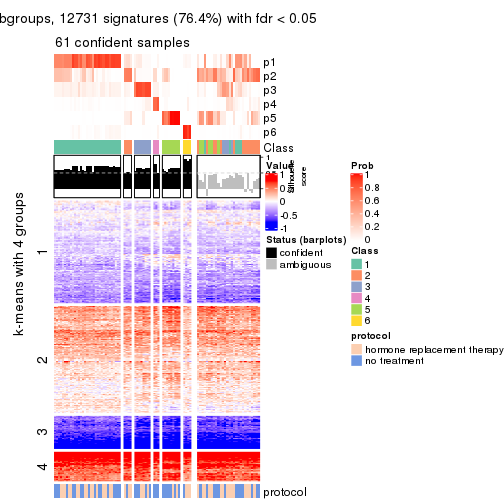 bgroups, 12731 signatures (76.4%) with fdr < 0.05
61 confident samples
p1
p2
p3
p4
p5
p6
Class
1
Silhouette
score
Value
1
0
-0.5
-1
Status (barplots)
confident
ambiguous
Prob
1
0.8
0.6
0.4
0.2
0
Class
1
2
3
4
5
6
protocol
hormone replacement therapy
no treatment
k-means with 4 groups
1
2
3
4
protocol